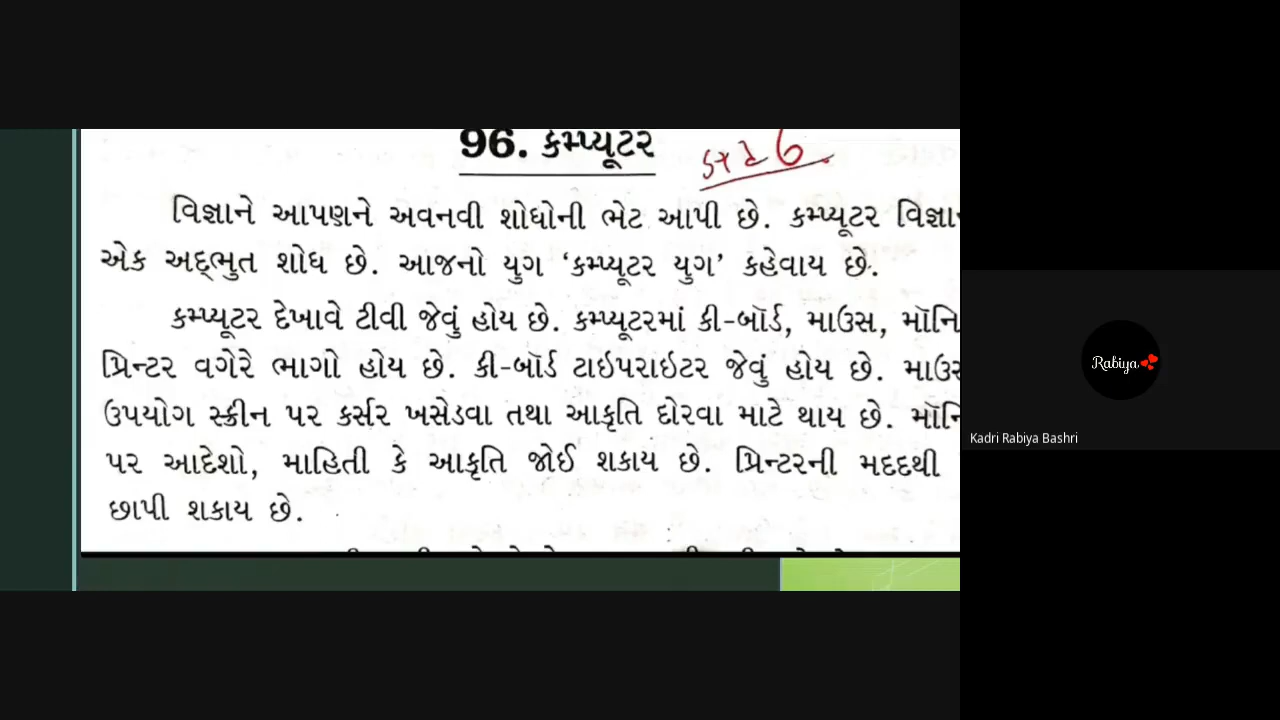 96. કમ્પ્યૂટર
વિજ્ઞાને આપણને અવનવી શોધોની ભેટ આપી છે. કમ્પ્યૂટર
એક અદ્ભુત શોધ છે. આજનો યુગ ‘કમ્પ્યૂટર યુગ’ કહેવાય છે.
કમ્પ્યૂટર દેખાવે ટીવી જેવું હોય છે. કમ્પ્યૂટરમાં કી-બૉર્ડ, માઉસ,
પ્રિન્ટર વગેરે ભાગો હોય છે. કી-બૉર્ડ ટાઇપરાઇટર જેવું હોય છે.
ઉપયોગ સ્ક્રીન પર કર્સર ખસેડવા તથા આકૃતિ દોરવા માટે થાય છે.
પર આદેશો, માહિતી કે આકૃતિ જોઈ શકાય છે. પ્રિન્ટરની મદદથી
છાપી શકાય છે.
Rabiya
Kadri Rabiya Bashri